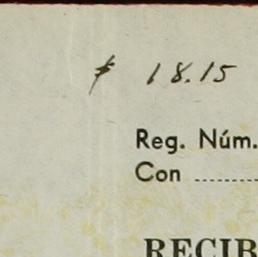 $ 18.15
Reg. Núm.
Con
RECIB